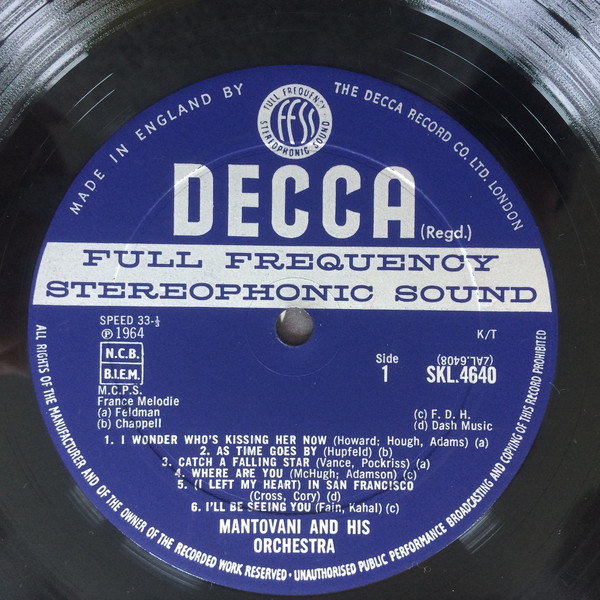 MADE IN ENGLAND BY
THE DECCA RECORD CO. LTD. LONDON
FULL FREQUENCY
FFSS
STEREOPHONIC SOUND
DECCA
(Regd.)
FULL FREQUENCY
STEREOPHONIC SOUND
SPEED 33-⅓
Ⓟ 1964
N.C.B.
B.I.E.M.
M.C.P.S.
France Melodie
(a) Feldman
(b) Chappell
K/T
(ZAL.6408)
Side
1
SKL.4640
(c) F. D. H.
(d) Dash Music
1. I WONDER WHO'S KISSING HER NOW (Howard; Hough, Adams) (a)
2. AS TIME GOES BY (Hupfeld) (b)
3. CATCH A FALLING STAR (Vance, Pockriss) (a)
4. WHERE ARE YOU (McHugh, Adamson) (c)
5. (I LEFT MY HEART) IN SAN FRANCISCO
(Cross, Cory) (d)
6. I'LL BE SEEING YOU (Fain, Kahal) (c)
MANTOVANI AND HIS
ORCHESTRA
ALL RIGHTS OF THE MANUFACTURER AND OF THE OWNER OF THE RECORDED WORK RESERVED · UNAUTHORISED PUBLIC PERFORMANCE BROADCASTING AND COPYING OF THIS RECORD PROHIBITED